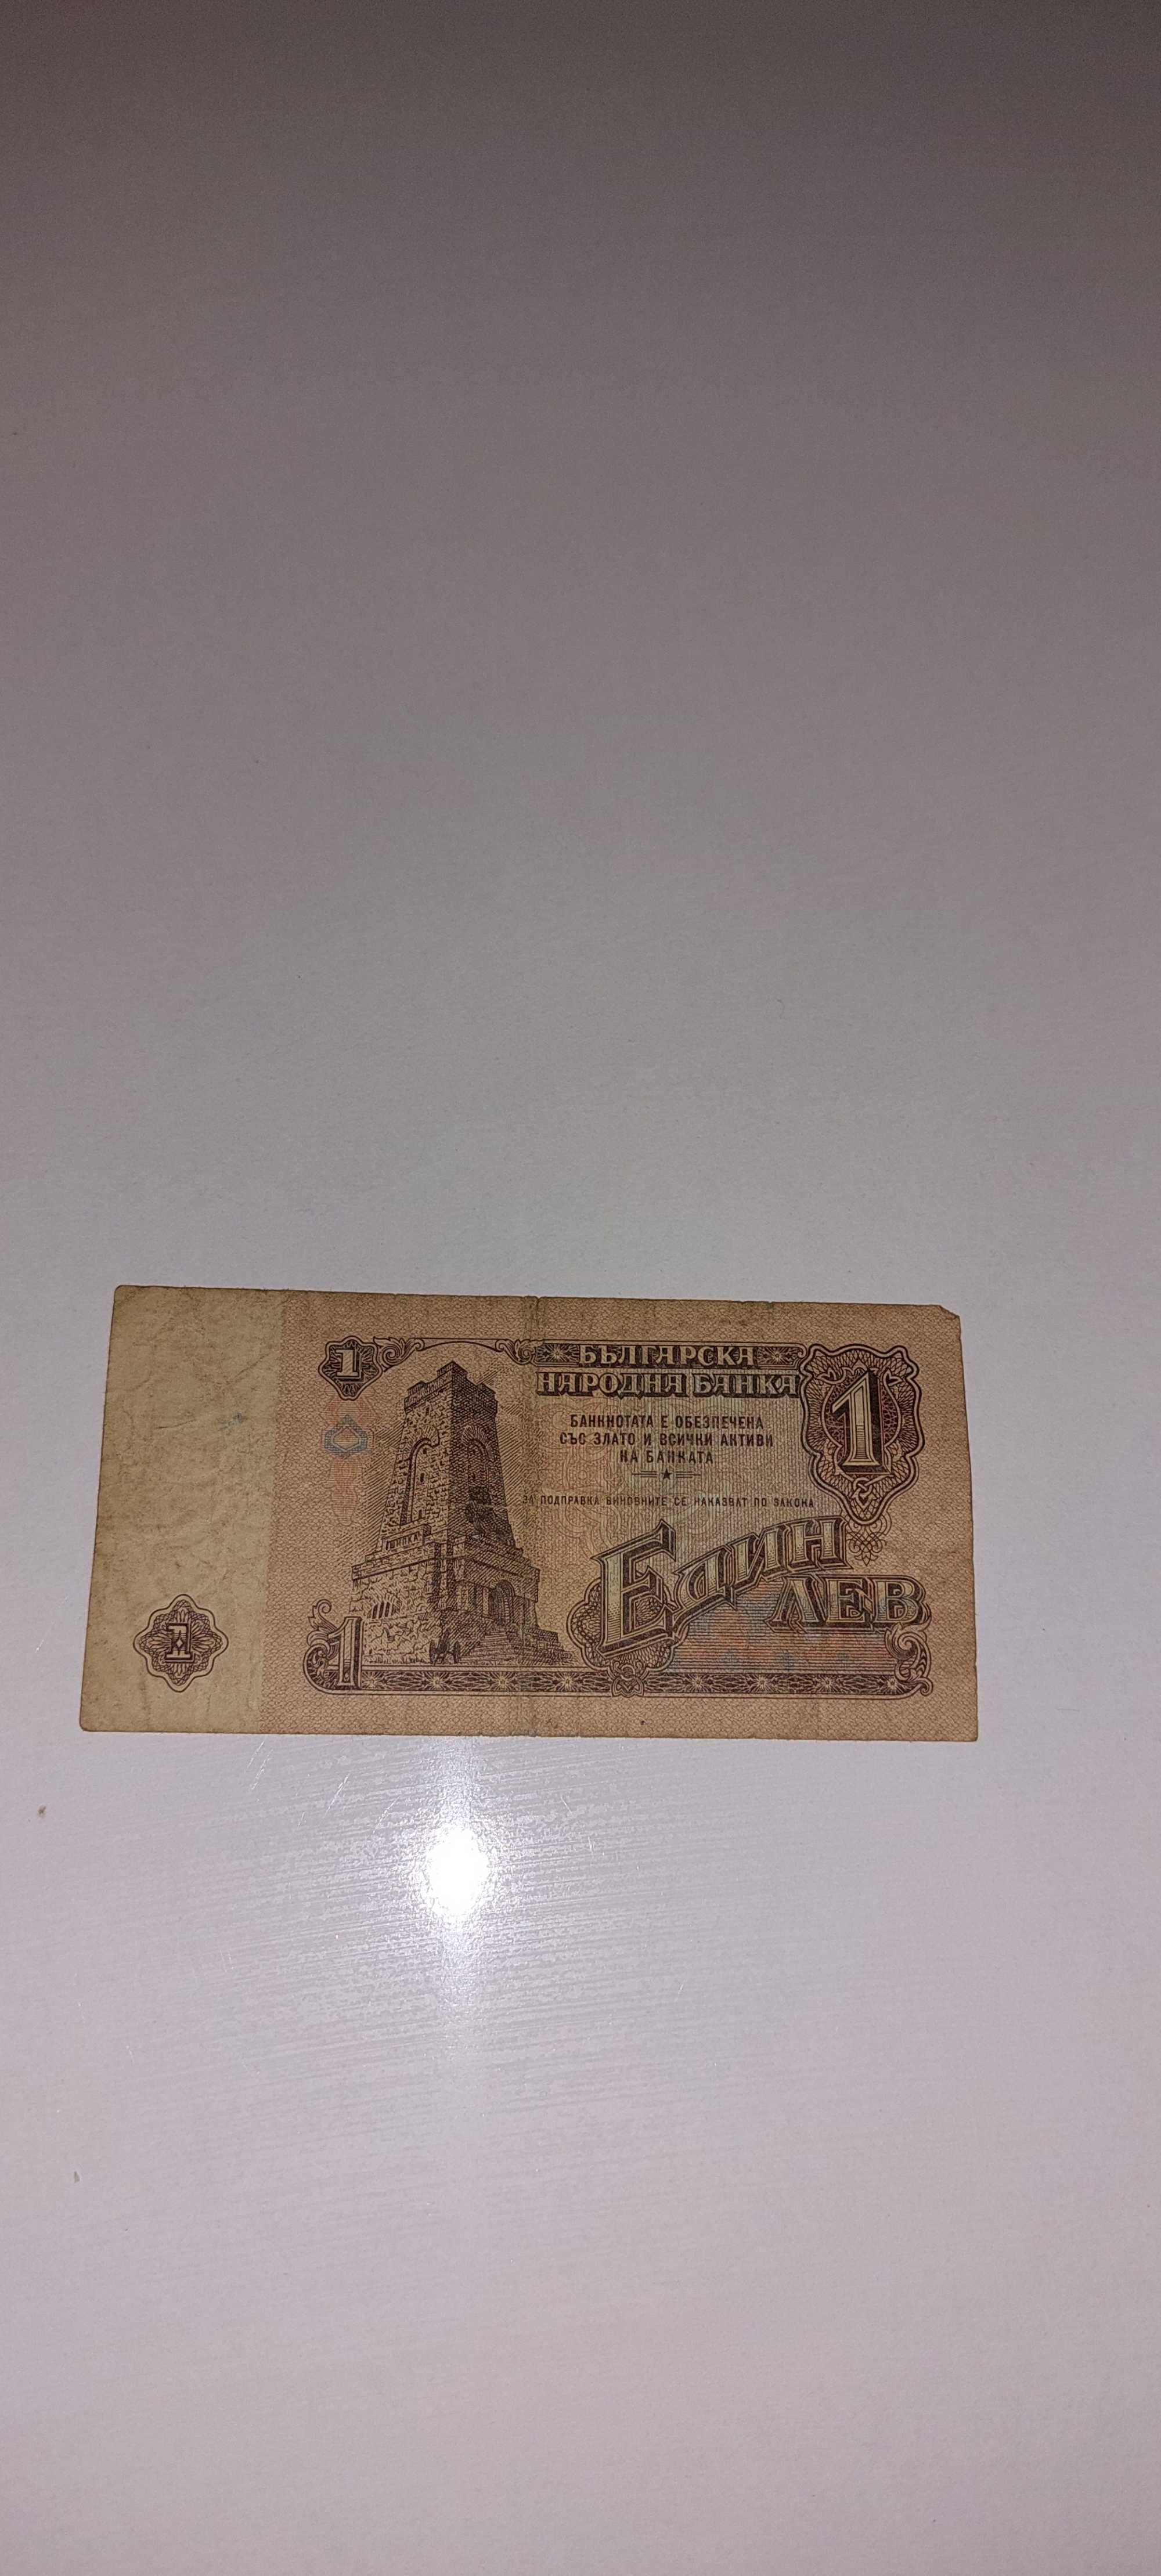 1
БЪЛГАРСКА
НАРОДНА БАНКА
1
БАНКНОТАТА Е ОБЕЗПЕЧЕНА
СЪС ЗЛАТО И ВСИЧКИ АКТИВИ
НА БАНКАТА
ЗА ПОДПРАВКА ВИНОВНИТЕ СЕ НАКАЗВАТ ПО ЗАКОНА
ЕДИН
ЛЕВ
1
1